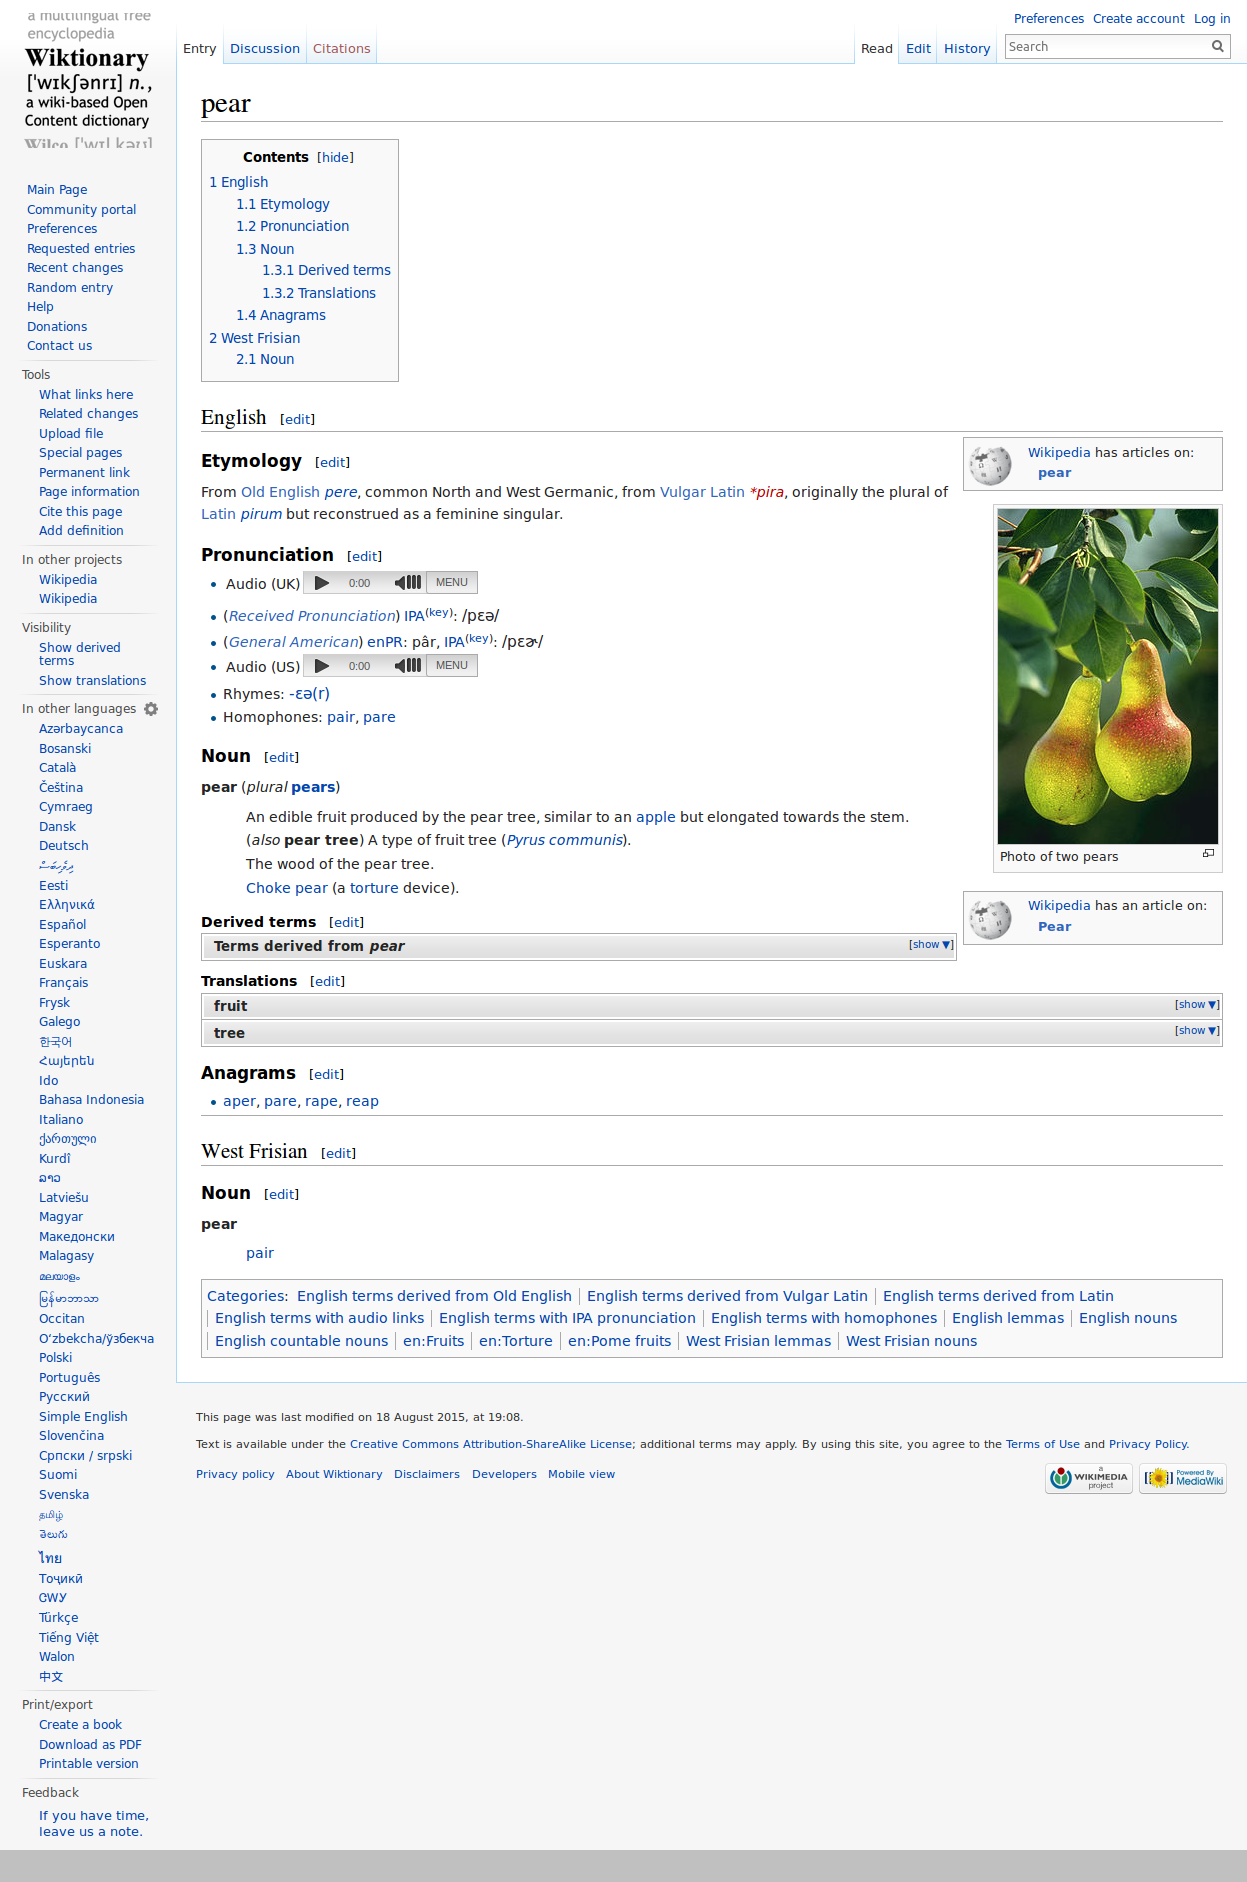 a multilingual free
encyclopedia
Wiktionary
[ˈwɪkʃənrɪ] n.,
a wiki-based Open
Content dictionary
Wilco [ˈwɪl kəʊ]
Preferences Create account Log in
Entry Discussion Citations Read Edit History Search
pear
Contents [hide]
1 English
1.1 Etymology
1.2 Pronunciation
1.3 Noun
1.3.1 Derived terms
1.3.2 Translations
1.4 Anagrams
2 West Frisian
2.1 Noun
English [edit]
Wikipedia has articles on:
pear
Etymology [edit]
From Old English pere, common North and West Germanic, from Vulgar Latin *pira, originally the plural of
Latin pirum but reconstrued as a feminine singular.
Pronunciation [edit]
Audio (UK) 0:00 MENU
(Received Pronunciation) IPA(key): /pɛə/
(General American) enPR: pâr, IPA(key): /pɛɚ/
Audio (US) 0:00 MENU
Rhymes: -ɛə(r)
Homophones: pair, pare
Noun [edit]
pear (plural pears)
An edible fruit produced by the pear tree, similar to an apple but elongated towards the stem.
(also pear tree) A type of fruit tree (Pyrus communis).
The wood of the pear tree.
Choke pear (a torture device).
Photo of two pears
Wikipedia has an article on:
Pear
Derived terms [edit]
Terms derived from pear [show ▼]
Translations [edit]
fruit [show ▼]
tree [show ▼]
Anagrams [edit]
aper, pare, rape, reap
West Frisian [edit]
Noun [edit]
pear
pair
Categories: English terms derived from Old English English terms derived from Vulgar Latin English terms derived from Latin
English terms with audio links English terms with IPA pronunciation English terms with homophones English lemmas English nouns
English countable nouns en:Fruits en:Torture en:Pome fruits West Frisian lemmas West Frisian nouns
Main Page
Community portal
Preferences
Requested entries
Recent changes
Random entry
Help
Donations
Contact us
Tools
What links here
Related changes
Upload file
Special pages
Permanent link
Page information
Cite this page
Add definition
In other projects
Wikipedia
Wikipedia
Visibility
Show derived
terms
Show translations
In other languages
Azərbaycanca
Bosanski
Català
Čeština
Cymraeg
Dansk
Deutsch
ދިވެހިބަސް
Eesti
Ελληνικά
Español
Esperanto
Euskara
Français
Frysk
Galego
한국어
Հայերեն
Ido
Bahasa Indonesia
Italiano
ქართული
Kurdî
ລາວ
Latviešu
Magyar
Македонски
Malagasy
മലയാളം
မြန်မာဘာသာ
Occitan
Oʻzbekcha/ўзбекча
Polski
Português
Русский
Simple English
Slovenčina
Српски / srpski
Suomi
Svenska
தமிழ்
తెలుగు
ไทย
Тоҷикӣ
ᏣᎳᎩ
Türkçe
Tiếng Việt
Walon
中文
Print/export
Create a book
Download as PDF
Printable version
Feedback
If you have time,
leave us a note.
This page was last modified on 18 August 2015, at 19:08.
Text is available under the Creative Commons Attribution-ShareAlike License; additional terms may apply. By using this site, you agree to the Terms of Use and Privacy Policy.
Privacy policy About Wiktionary Disclaimers Developers Mobile view
a
WIKIMEDIA
project
Powered By
MediaWiki